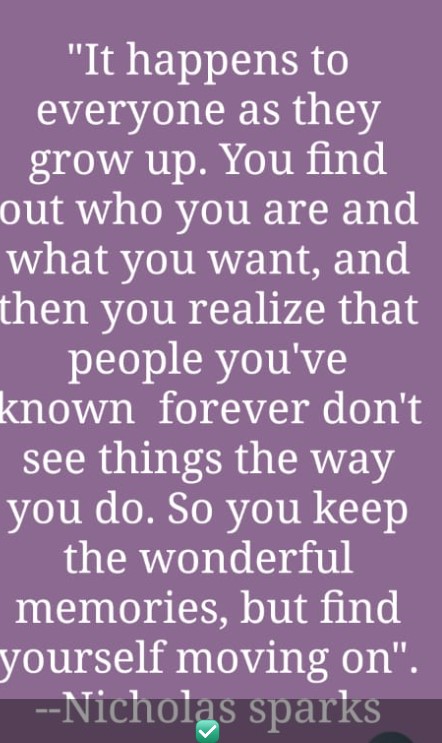 "It happens to
everyone as they
grow up. You find
out who you are and
what you want, and
then you realize that
people you've
known  forever don't
see things the way
you do. So you keep
the wonderful
memories, but find
yourself moving on".
--Nicholas sparks